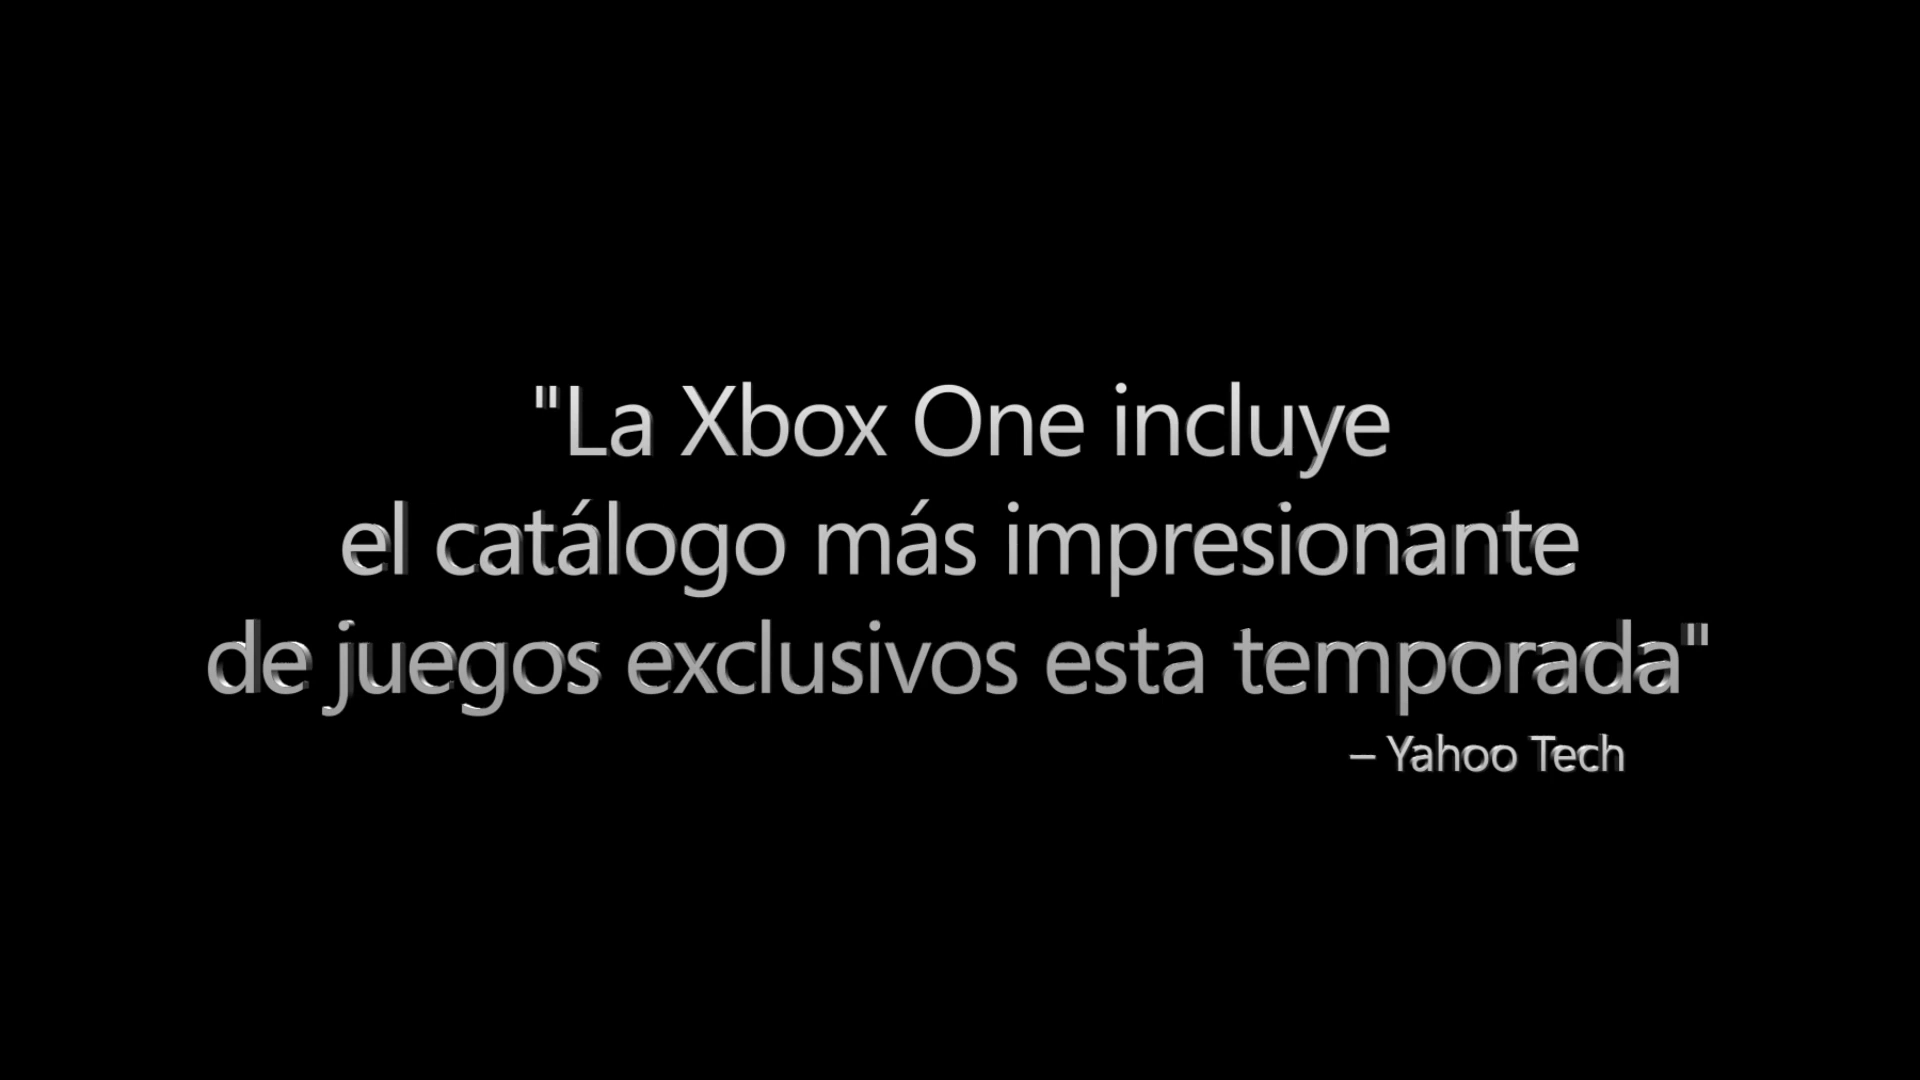 "La Xbox One incluye
el catálogo más impresionante
de juegos exclusivos esta temporada"
– Yahoo Tech